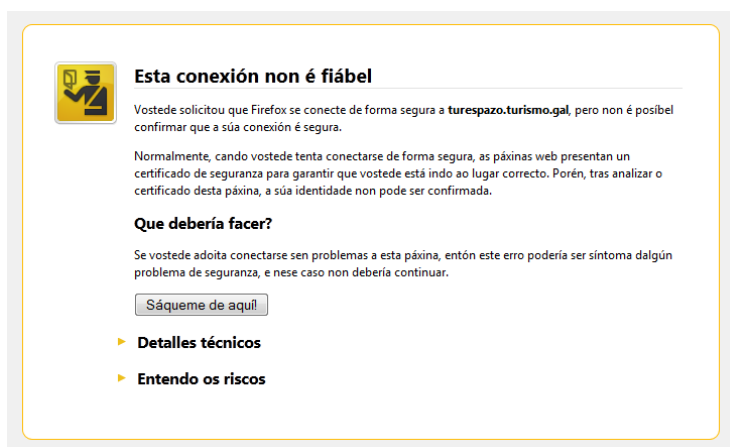 Esta conexión non é fiábel
Vostede solicitou que Firefox se conecte de forma segura a turespazo.turismo.gal, pero non é posíbel
confirmar que a súa conexión é segura.
Normalmente, cando vostede tenta conectarse de forma segura, as páxinas web presentan un
certificado de seguranza para garantir que vostede está indo ao lugar correcto. Porén, tras analizar o
certificado desta páxina, a súa identidade non pode ser confirmada.
Que debería facer?
Se vostede adoita conectarse sen problemas a esta páxina, entón este erro podería ser síntoma dalgún
problema de seguranza, e nese caso non debería continuar.
Sáqueme de aquí!
Detalles técnicos
Entendo os riscos